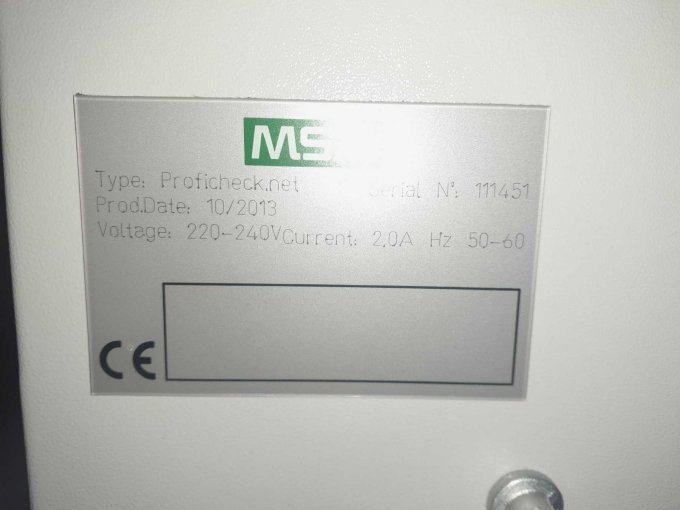 MS
Type: Proficheck.net Serial N°: 111451
Prod.Date: 10/2013
Voltage: 220-240V Current: 2.0A Hz 50-60
CE